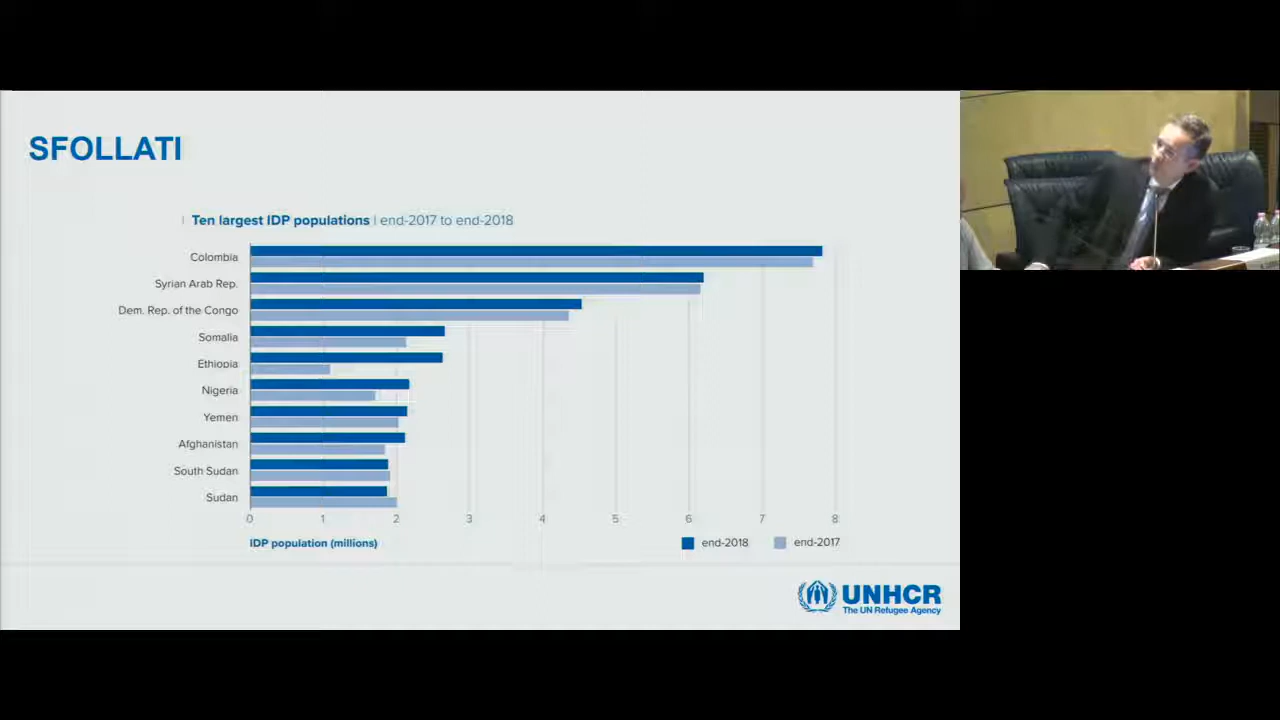 SFOLLATI
Ten largest IDP populations | end-2017 to end-2018
Colombia
Syrian Arab Rep.
Dem. Rep. of the Congo
Somalia
Ethiopia
Nigeria
Yemen
Afghanistan
South Sudan
Sudan
0 1 2 3 4 5 6 7 8
IDP population (millions)
end-2018 end-2017
UNHCR
The UN Refugee Agency